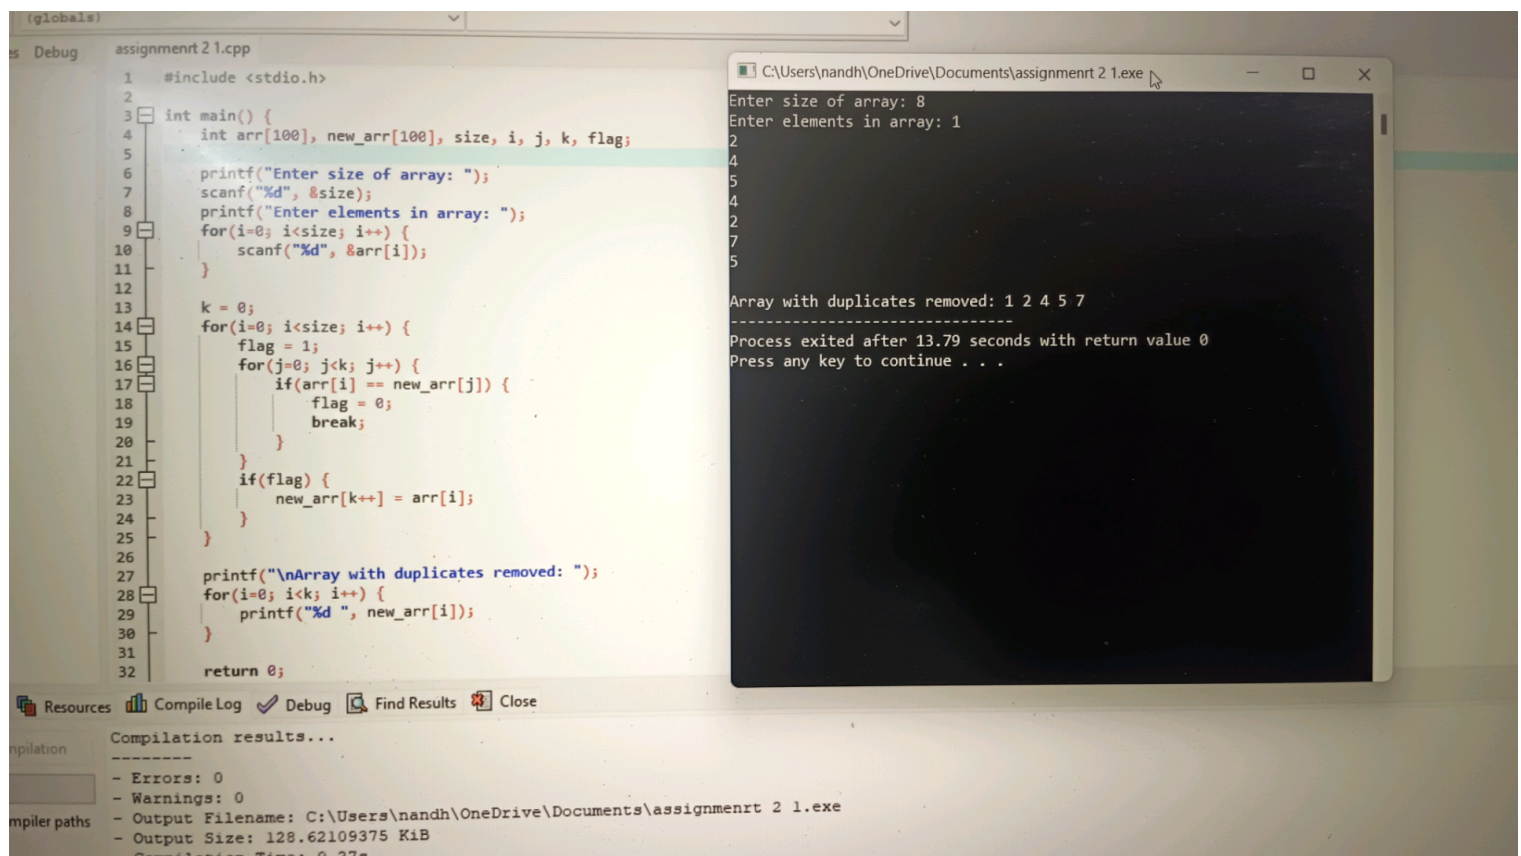 (globals)
es Debug
assignmenrt 2 1.cpp
1 #include <stdio.h>
2
3 int main() {
4 int arr[100], new_arr[100], size, i, j, k, flag;
5
6 printf("Enter size of array: ");
7 scanf("%d", &size);
8 printf("Enter elements in array: ");
9 for(i=0; i<size; i++) {
10 scanf("%d", &arr[i]);
11 }
12
13 k = 0;
14 for(i=0; i<size; i++) {
15 flag = 1;
16 for(j=0; j<k; j++) {
17 if(arr[i] == new_arr[j]) {
18 flag = 0;
19 break;
20 }
21 }
22 if(flag) {
23 new_arr[k++] = arr[i];
24 }
25 }
26
27 printf("\nArray with duplicates removed: ");
28 for(i=0; i<k; i++) {
29 printf("%d ", new_arr[i]);
30 }
31
32 return 0;
C:\Users\nandh\OneDrive\Documents\assignmenrt 2 1.exe
Enter size of array: 8
Enter elements in array: 1
2
4
5
4
2
7
5
Array with duplicates removed: 1 2 4 5 7
--------------------------------
Process exited after 13.79 seconds with return value 0
Press any key to continue . . .
Resources Compile Log Debug Find Results Close
mpilation
Compilation results...
--------
- Errors: 0
- Warnings: 0
mpiler paths
- Output Filename: C:\Users\nandh\OneDrive\Documents\assignmenrt 2 1.exe
- Output Size: 128.62109375 KiB